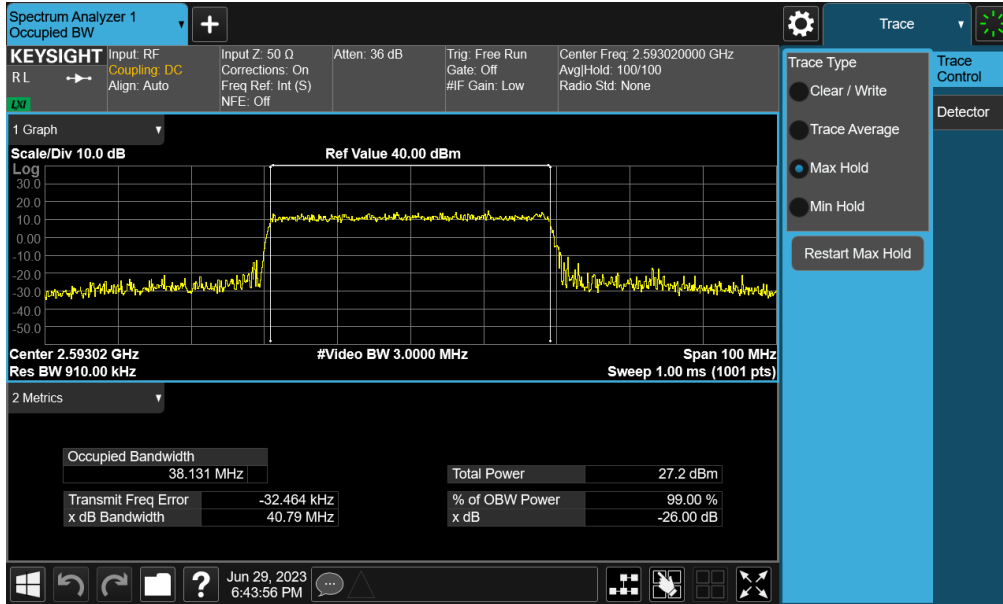 Spectrum Analyzer 1
Occupied BW
Trace
KEYSIGHT
R L
LXI
Input: RF
Coupling: DC
Align: Auto
Input Z: 50 Ω
Corrections: On
Freq Ref: Int (S)
NFE: Off
Atten: 36 dB
Trig: Free Run
Gate: Off
#IF Gain: Low
Center Freq: 2.593020000 GHz
Avg|Hold: 100/100
Radio Std: None
Trace Type
Clear / Write
Trace Average
Max Hold
Min Hold
Restart Max Hold
Trace
Control
Detector
1 Graph
Scale/Div 10.0 dB
Ref Value 40.00 dBm
Log
30.0
20.0
10.0
0.00
-10.0
-20.0
-30.0
-40.0
-50.0
Center 2.59302 GHz
#Video BW 3.0000 MHz
Span 100 MHz
Res BW 910.00 kHz
Sweep 1.00 ms (1001 pts)
2 Metrics
Occupied Bandwidth
38.131 MHz
Total Power 27.2 dBm
Transmit Freq Error -32.464 kHz
% of OBW Power 99.00 %
x dB Bandwidth 40.79 MHz
x dB -26.00 dB
?
Jun 29, 2023
6:43:56 PM